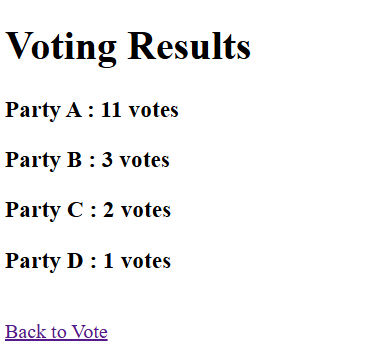 Voting Results
Party A : 11 votes
Party B : 3 votes
Party C : 2 votes
Party D : 1 votes
Back to Vote